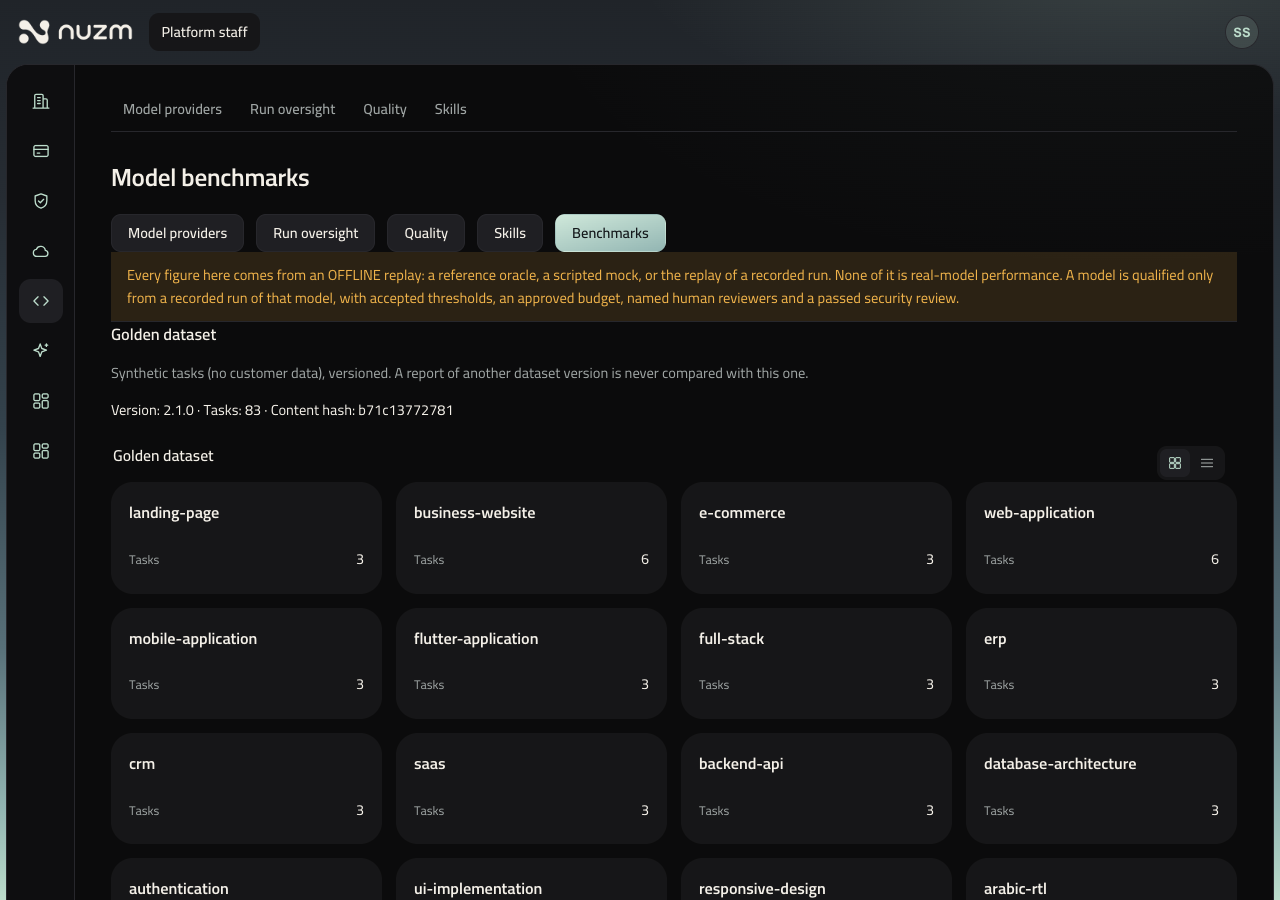 nuzm
Platform staff
SS
Model providers
Run oversight
Quality
Skills
Model benchmarks
Model providers
Run oversight
Quality
Skills
Benchmarks
Every figure here comes from an OFFLINE replay: a reference oracle, a scripted mock, or the replay of a recorded run. None of it is real-model performance. A model is qualified only
from a recorded run of that model, with accepted thresholds, an approved budget, named human reviewers and a passed security review.
Golden dataset
Synthetic tasks (no customer data), versioned. A report of another dataset version is never compared with this one.
Version: 2.1.0 · Tasks: 83 · Content hash: b71c13772781
Golden dataset
landing-page
Tasks 3
business-website
Tasks 6
e-commerce
Tasks 3
web-application
Tasks 6
mobile-application
Tasks 3
flutter-application
Tasks 3
full-stack
Tasks 3
erp
Tasks 3
crm
Tasks 3
saas
Tasks 3
backend-api
Tasks 3
database-architecture
Tasks 3
authentication
ui-implementation
responsive-design
arabic-rtl